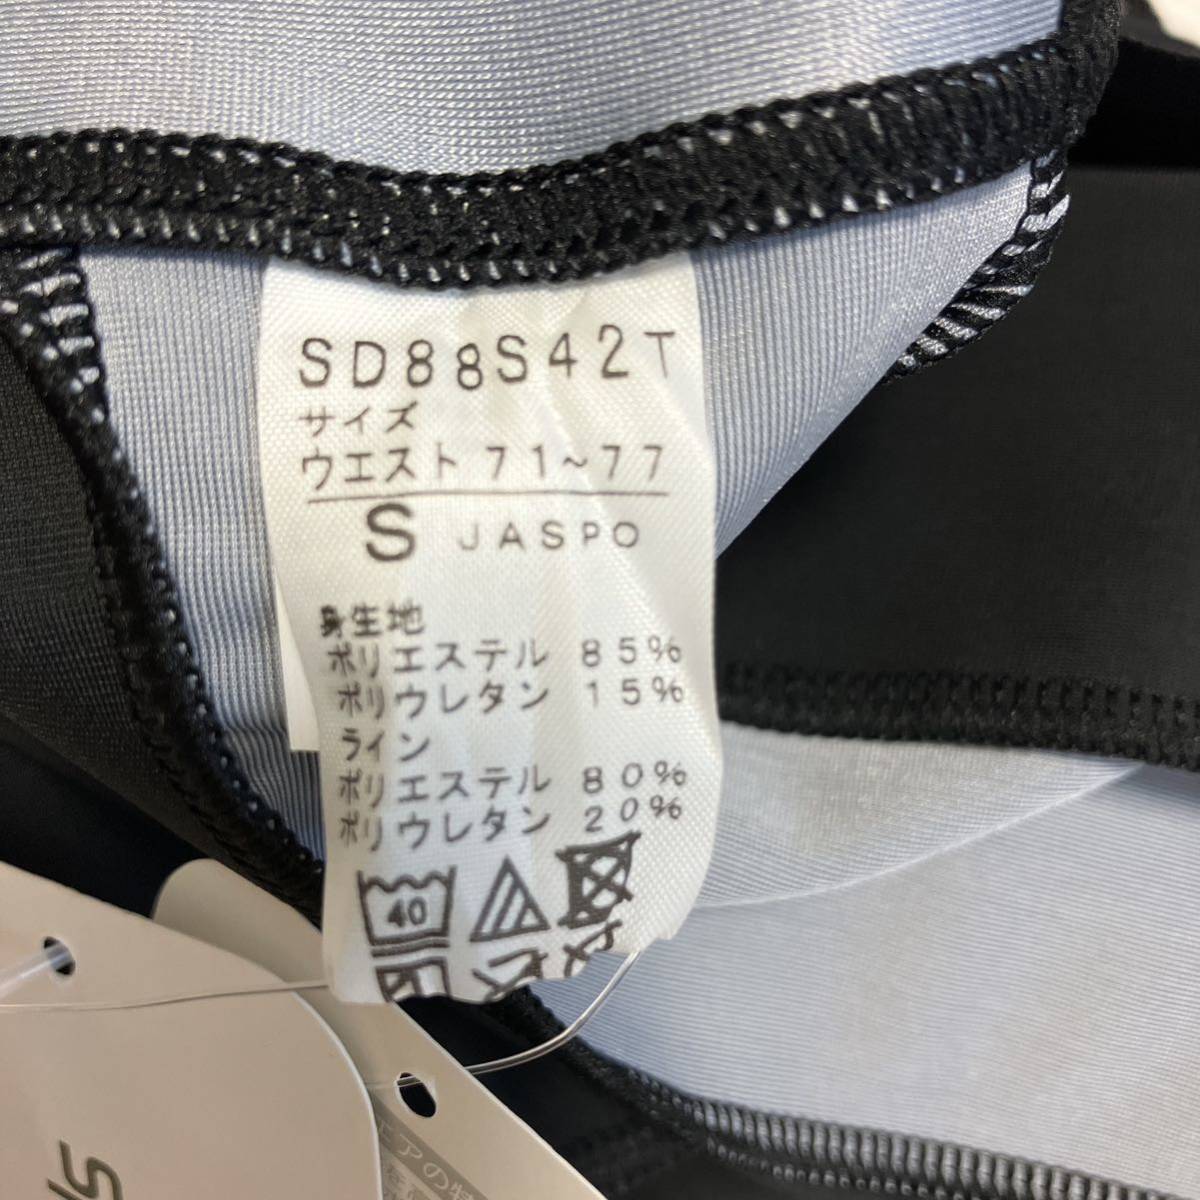 SD88S42T
サイズ
ウエスト 71~77
S JASPO
身生地
ポリエステル 85%
ポリウレタン 15%
ライン
ポリエステル 80%
ポリウレタン 20%
40